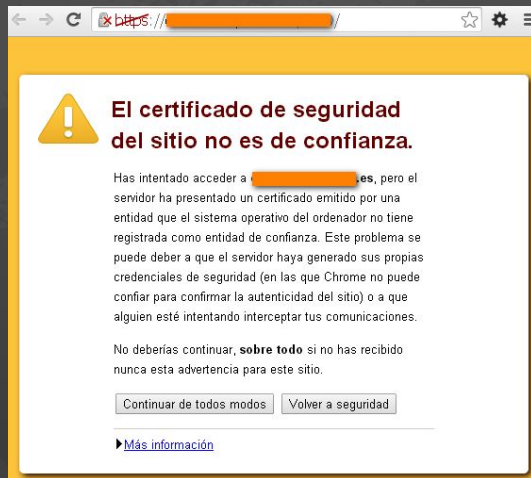 https://                    /
El certificado de seguridad
del sitio no es de confianza.
Has intentado acceder a                     .es, pero el
servidor ha presentado un certificado emitido por una
entidad que el sistema operativo del ordenador no tiene
registrada como entidad de confianza. Este problema se
puede deber a que el servidor haya generado sus propias
credenciales de seguridad (en las que Chrome no puede
confiar para confirmar la autenticidad del sitio) o a que
alguien esté intentando interceptar tus comunicaciones.
No deberías continuar, sobre todo si no has recibido
nunca esta advertencia para este sitio.
Continuar de todos modos Volver a seguridad
Más información